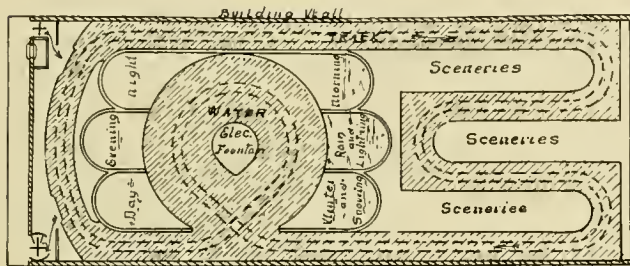 Building Wall
TRACK
Night
Morning
Sceneries
WATER
Elec.
Fountain
Evening
Rain
and
Lightning
Sceneries
Day
Winter
and
Snowing
Sceneries